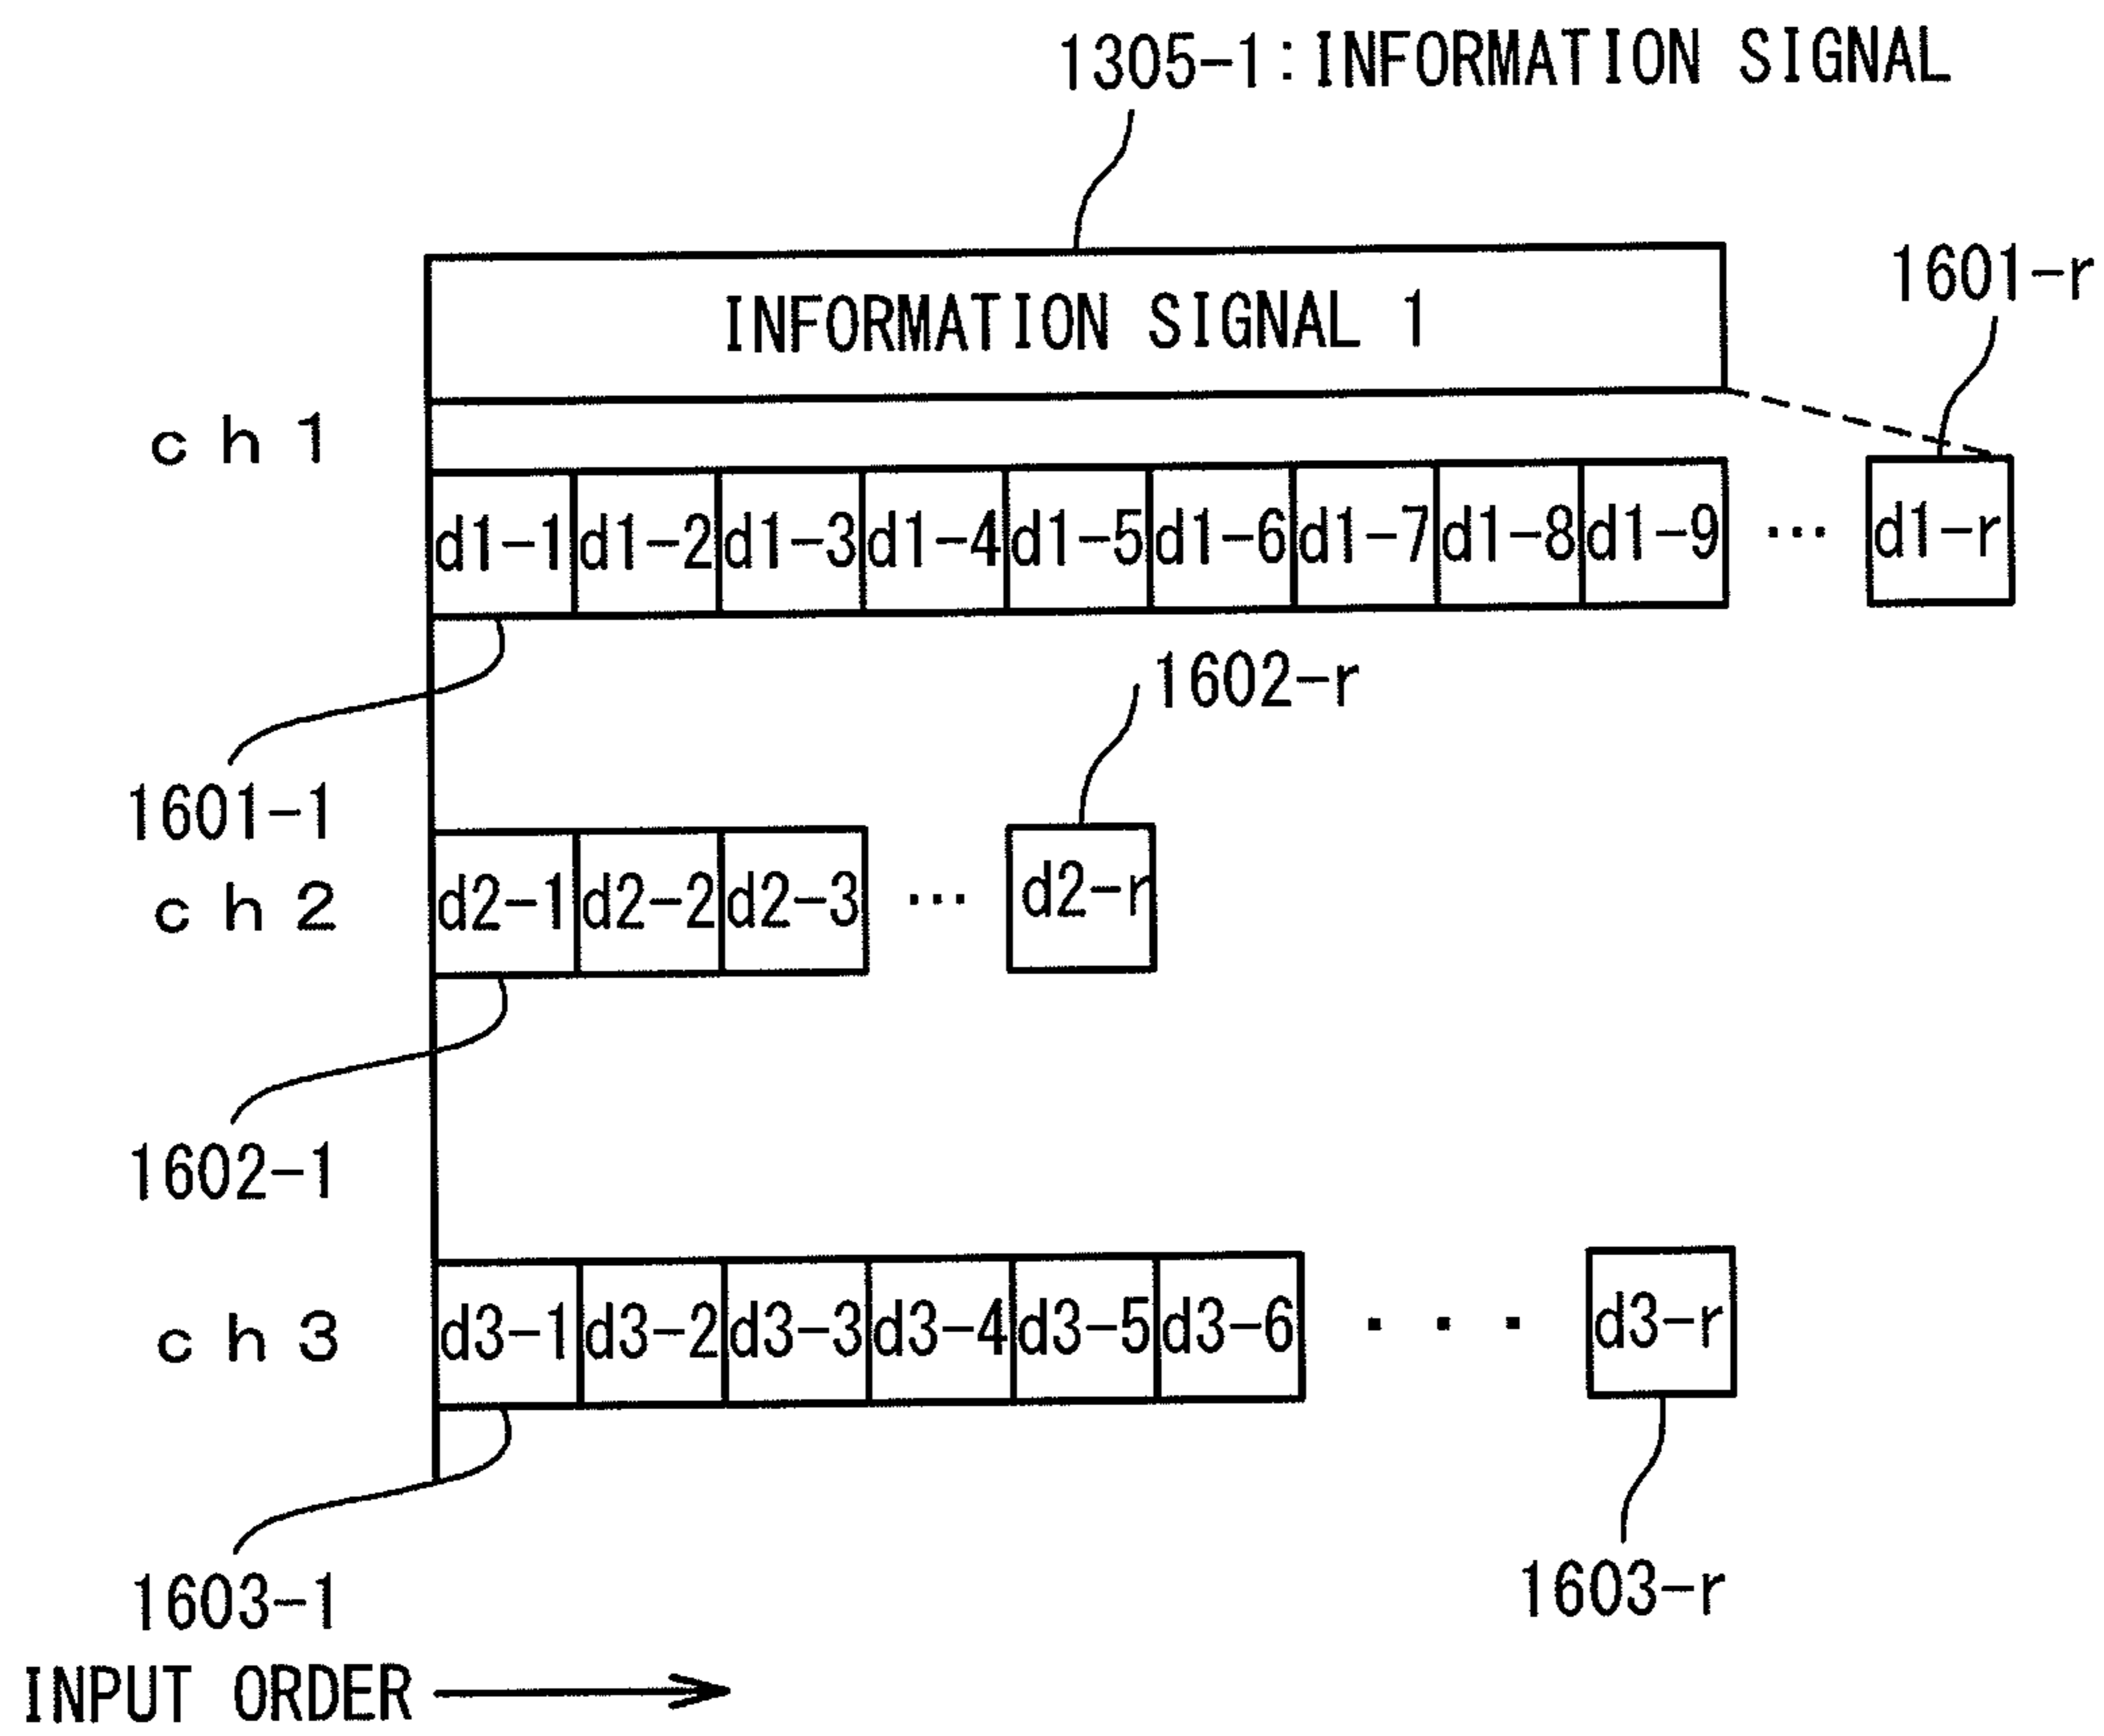 1305-1:INFORMATION SIGNAL
INFORMATION SIGNAL 1
1601-r
ch1
d1-1 d1-2 d1-3 d1-4 d1-5 d1-6 d1-7 d1-8 d1-9 ... d1-r
1602-r
1601-1
ch2
d2-1 d2-2 d2-3 ... d2-r
1602-1
ch3
d3-1 d3-2 d3-3 d3-4 d3-5 d3-6 ... d3-r
1603-1
1603-r
INPUT ORDER